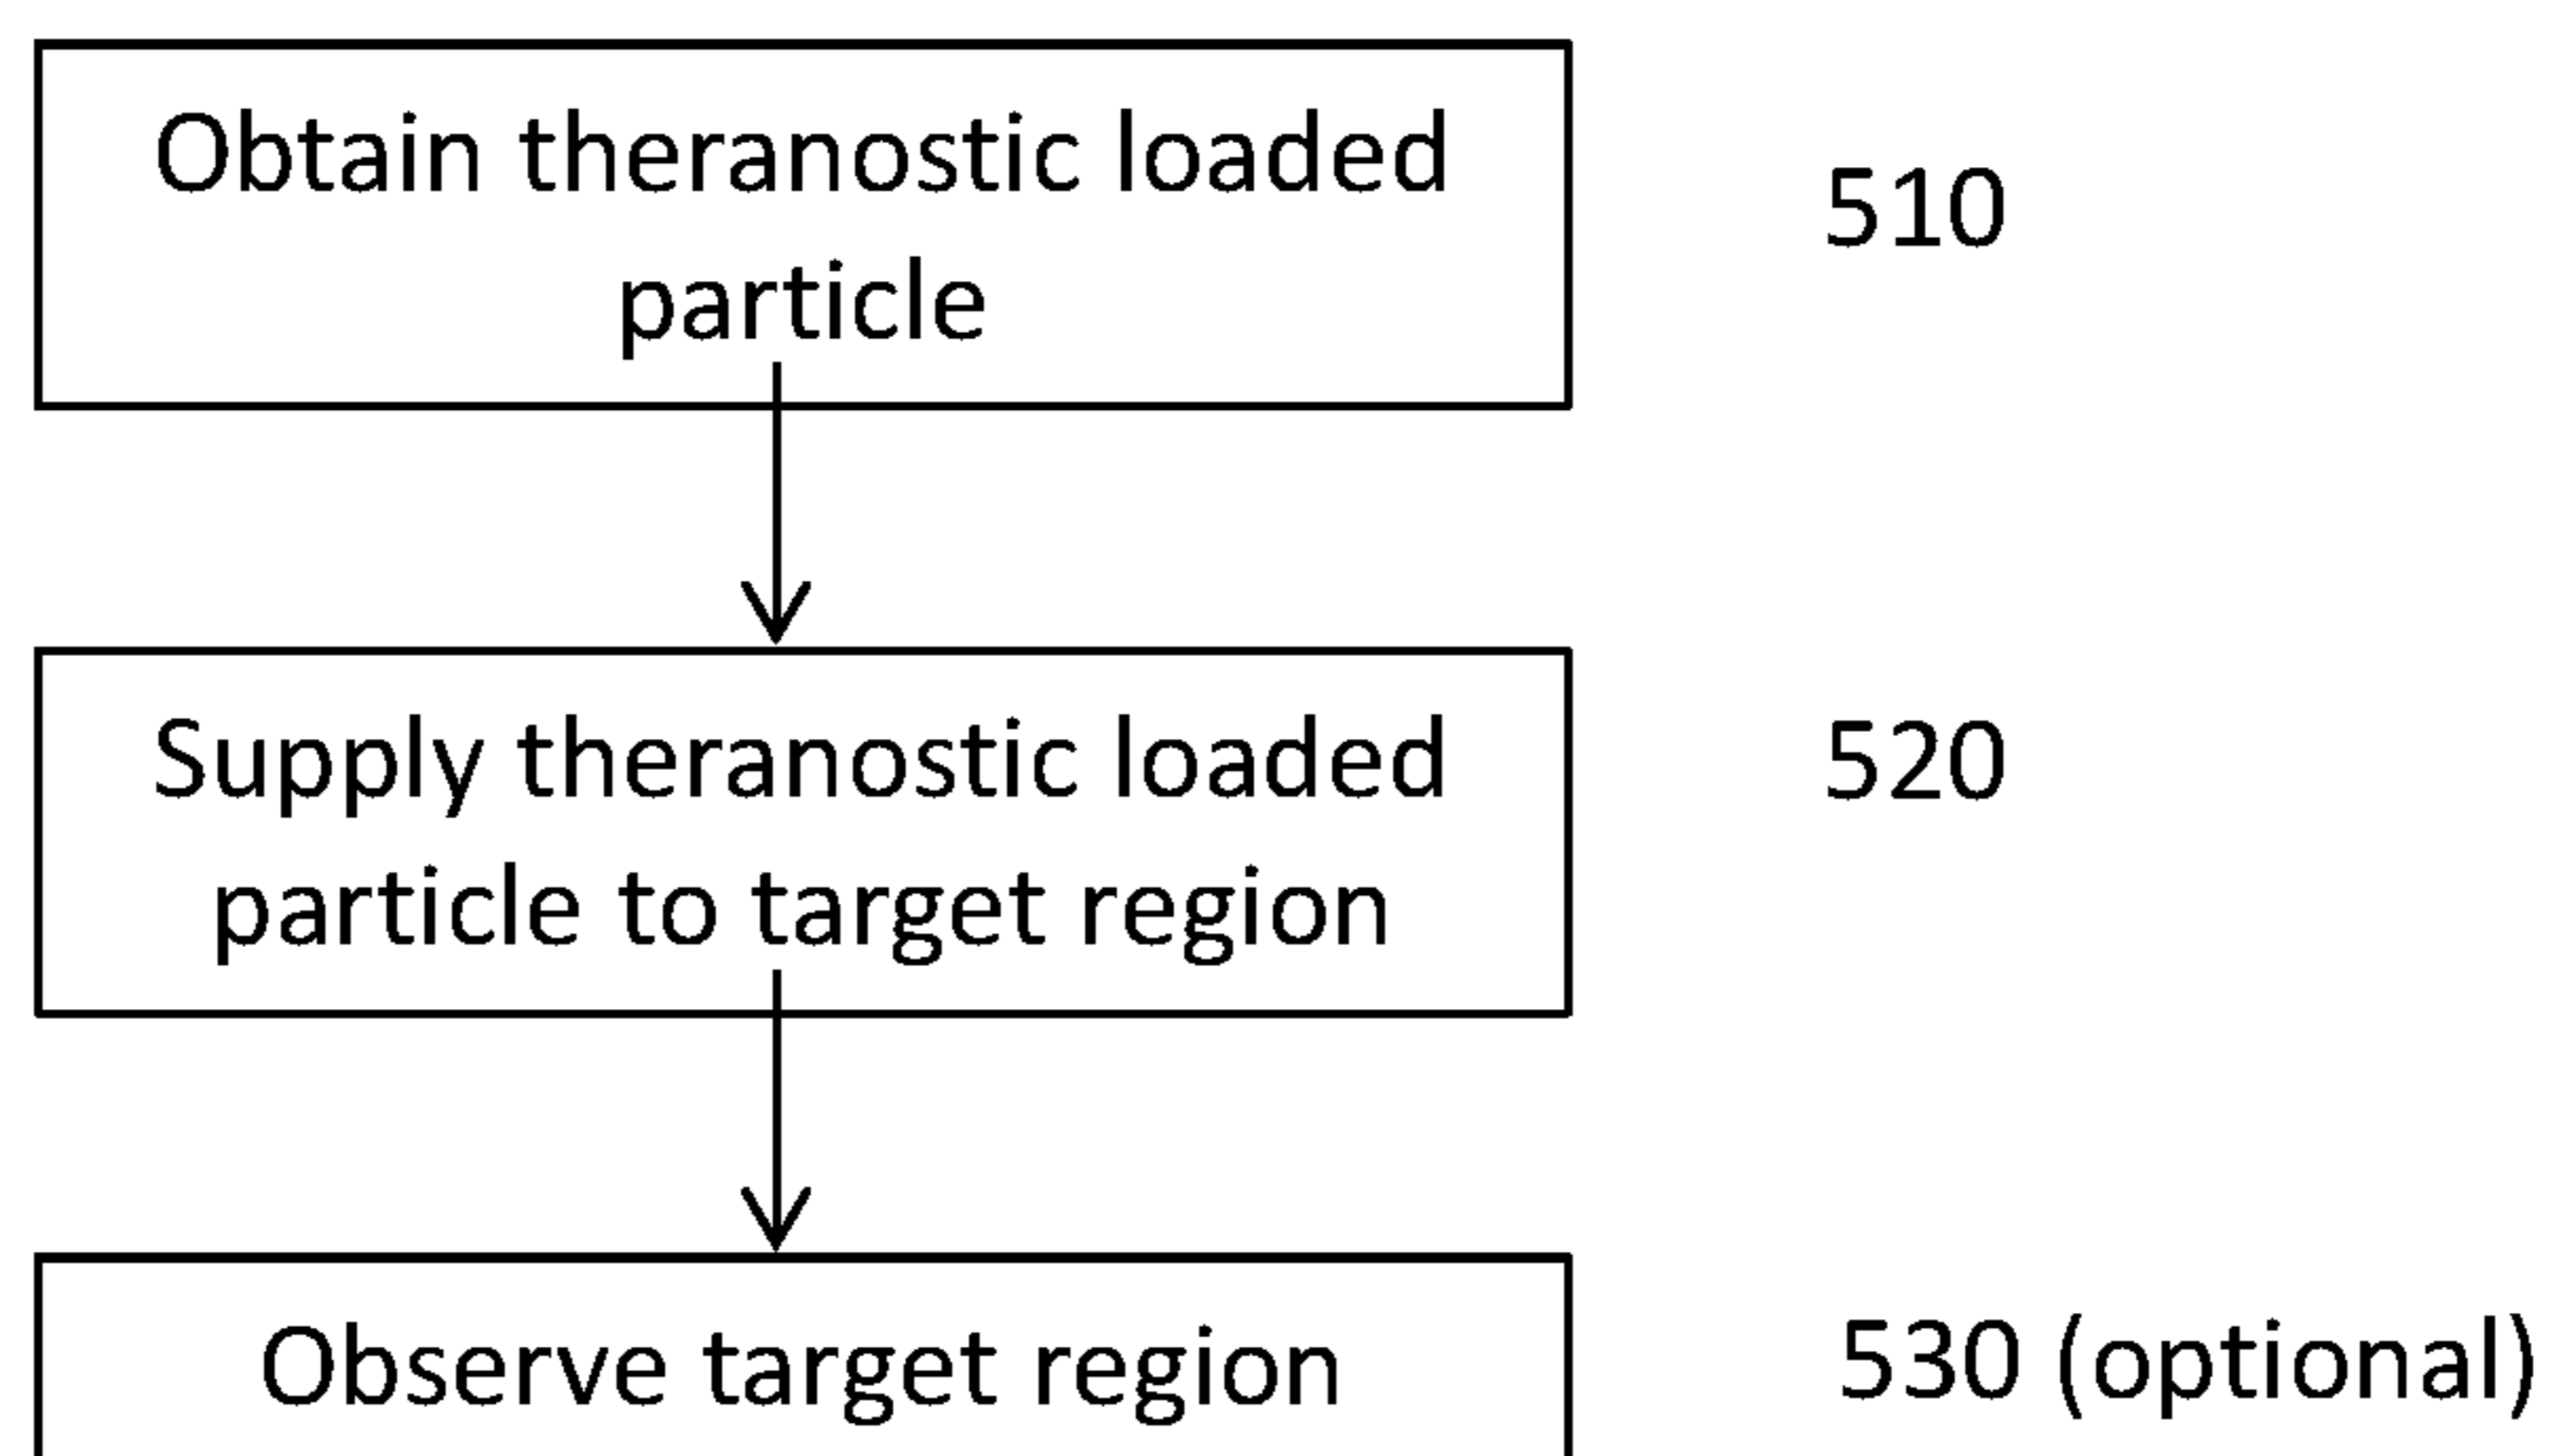 Obtain theranostic loaded
particle
510
Supply theranostic loaded
particle to target region
520
Observe target region
530 (optional)